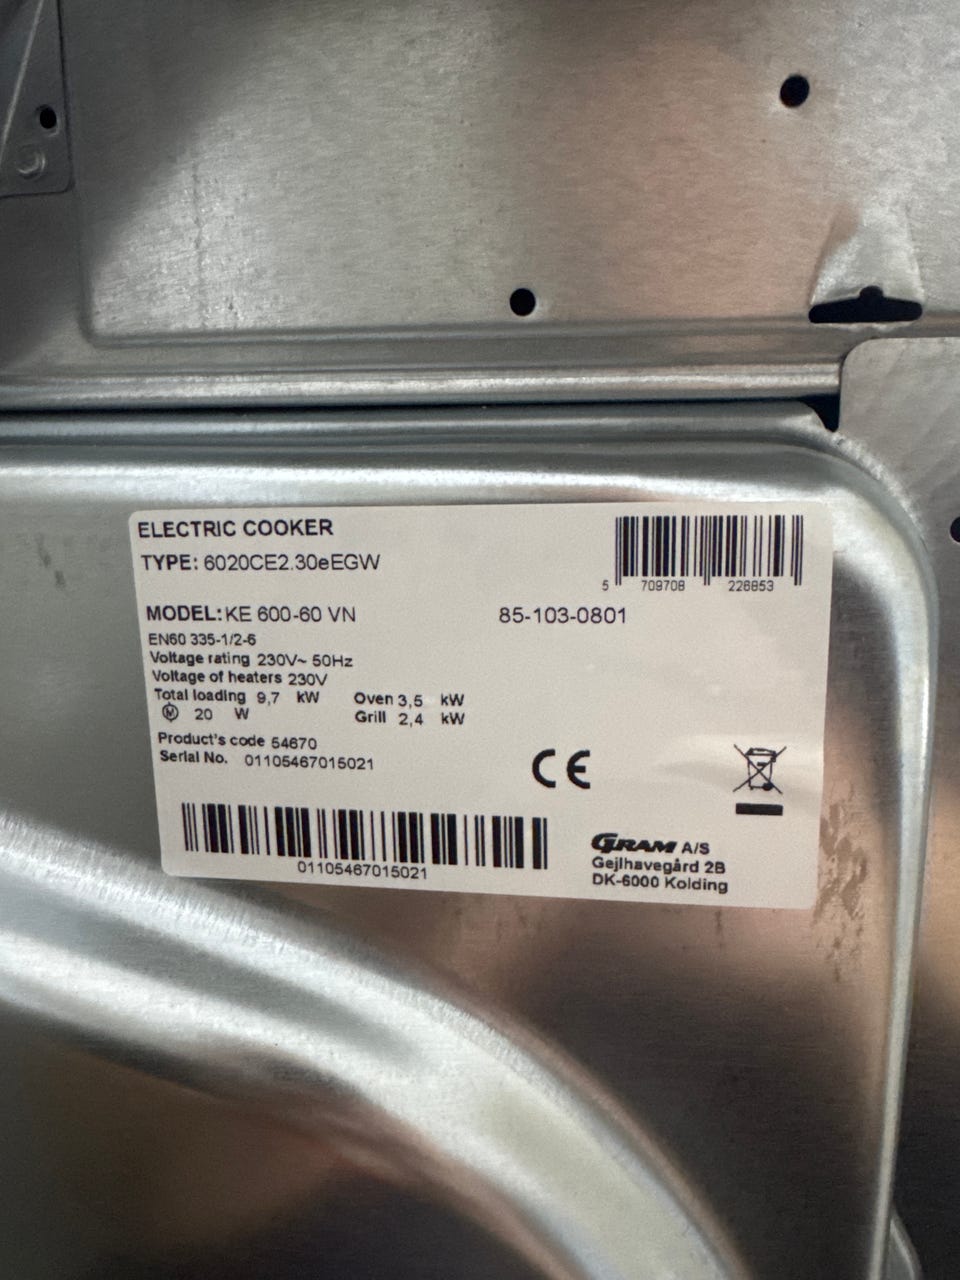 ELECTRIC COOKER
TYPE: 6020CE2.30eEGW
5 709708 226853
MODEL: KE 600-60 VN 85-103-0801
EN60 335-1/2-6
Voltage rating 230V~ 50Hz
Voltage of heaters 230V
Total loading 9,7 kW Oven 3,5 kW
M 20 W Grill 2,4 kW
Product's code 54670
Serial No. 01105467015021
CE
01105467015021
GRAM A/S
Gejlhavegård 2B
DK-6000 Kolding